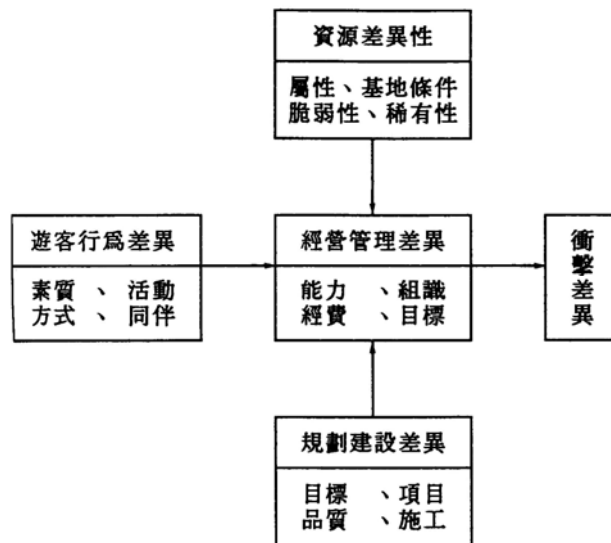 資源差異性
屬性、基地條件
脆弱性、稀有性
遊客行爲差異
素質、活動
方式、同伴
經營管理差異
能力、組識
經費、目標
衝擊差異
規劃建設差異
目標、項目
品質、施工